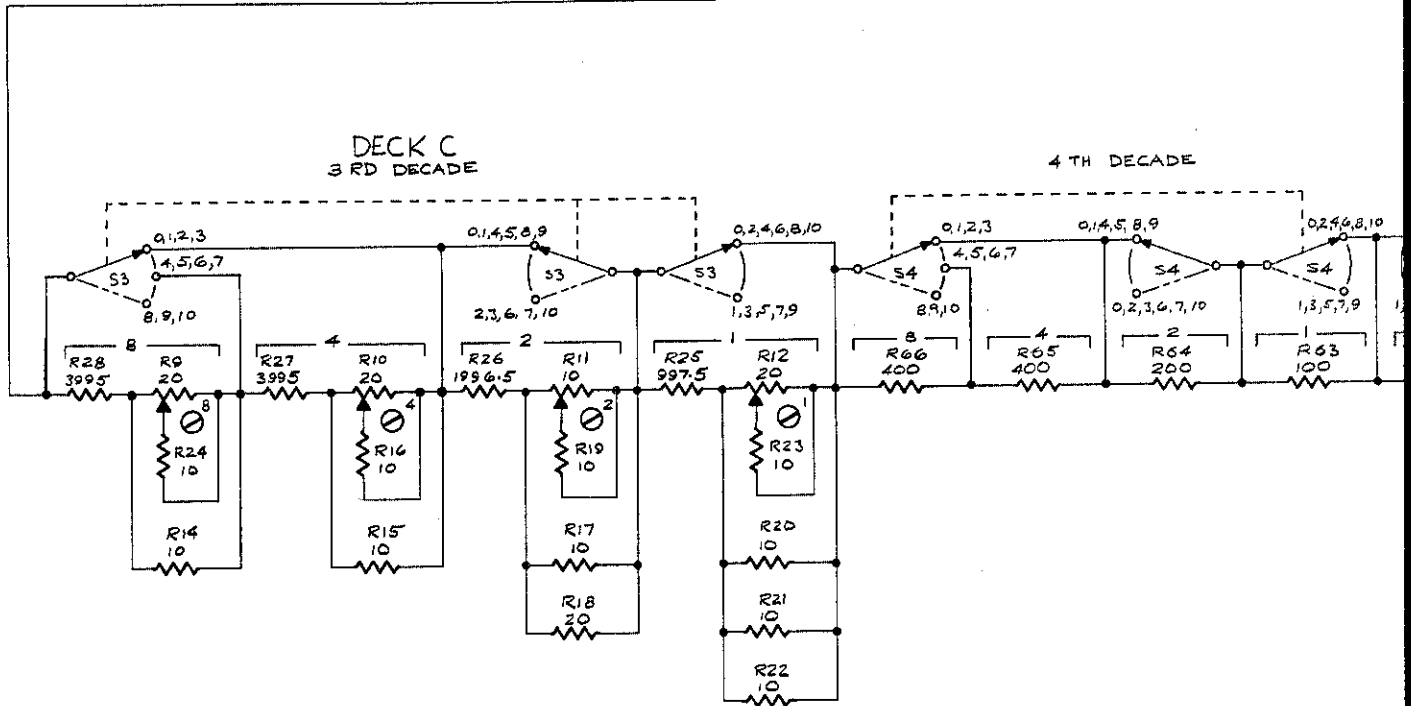 DECK C
3 RD DECADE
4 TH DECADE
0,1,2,3
4,5,6,7
8,9,10
S3
0,1,4,5,8,9
S3
2,3,6,7,10
0,2,4,6,8,10
S3
1,3,5,7,9
0,1,2,3
4,5,6,7
8,9,10
S4
0,1,4,5,8,9
S4
0,2,3,6,7,10
0,2,4,6,8,10
S4
1,3,5,7,9
8
4
2
1
8
4
2
1
R28
3995
R9
20
R27
3995
R10
20
R26
1996.5
R11
10
R25
997.5
R12
20
R66
400
R65
400
R64
200
R63
100
8
4
2
1
R24
10
R16
10
R19
10
R23
10
R14
10
R15
10
R17
10
R20
10
R18
20
R21
10
R22
10